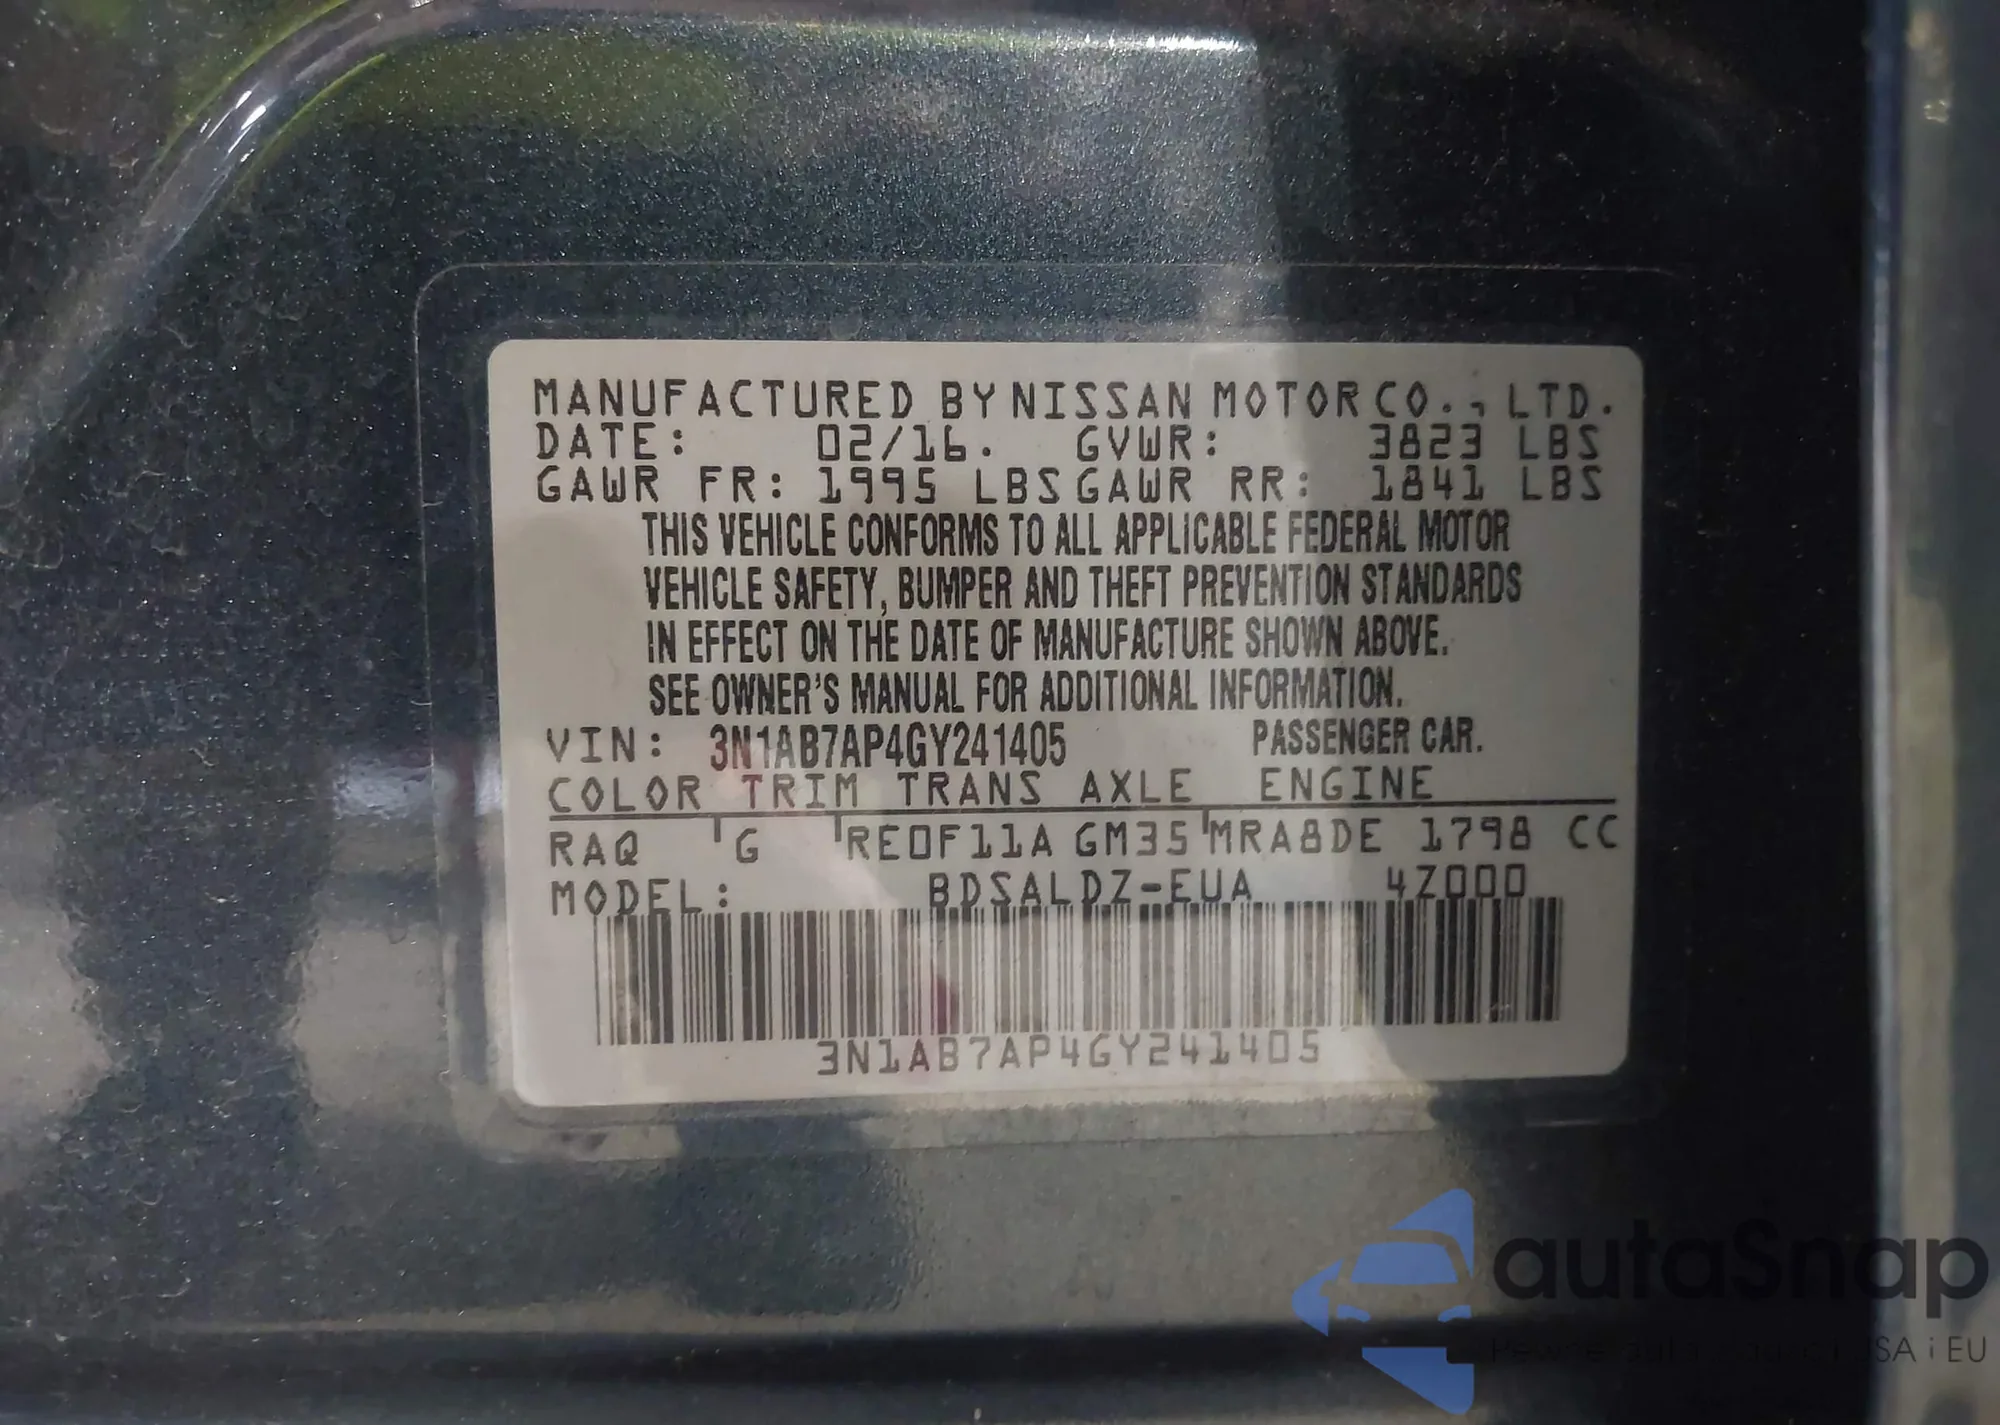 MANUFACTURED BY NISSAN MOTOR CO., LTD.
DATE: 02/16. GVWR: 3823 LBS
GAWR FR: 1995 LBS GAWR RR: 1841 LBS
THIS VEHICLE CONFORMS TO ALL APPLICABLE FEDERAL MOTOR
VEHICLE SAFETY, BUMPER AND THEFT PREVENTION STANDARDS
IN EFFECT ON THE DATE OF MANUFACTURE SHOWN ABOVE.
SEE OWNER'S MANUAL FOR ADDITIONAL INFORMATION.
VIN: 3N1AB7AP4GY241405 PASSENGER CAR.
COLOR TRIM TRANS AXLE ENGINE
RAQ G RE0F11A GM35 MRA8DE 1798 CC
MODEL: BDSALDZ-EUA 4Z000
3N1AB7AP4GY241405
autaSnap
USA i EU